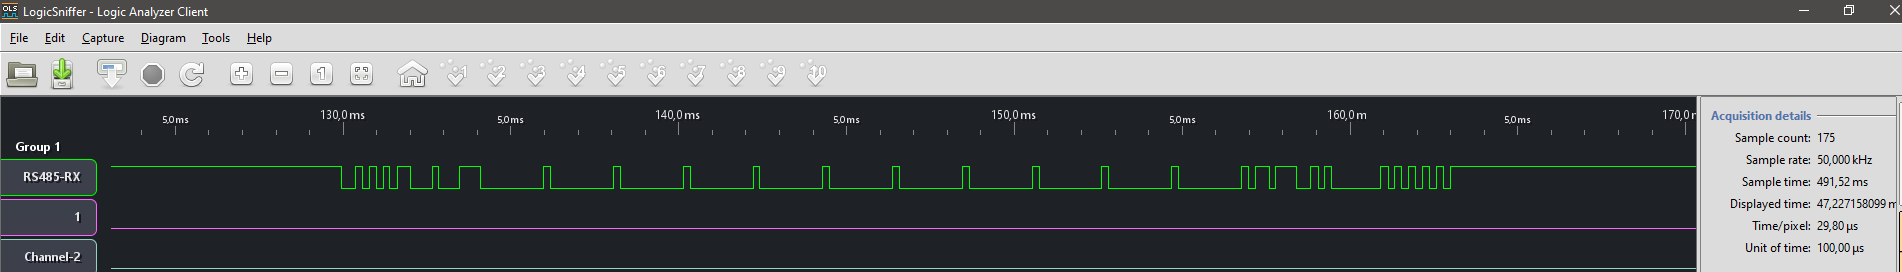 OLS LogicSniffer - Logic Analyzer Client
File Edit Capture Diagram Tools Help
1 1 2 3 4 5 6 7 8 9 10
5,0ms 130,0ms 5,0ms 140,0ms 5,0ms 150,0ms 5,0ms 160,0m 5,0ms 170,0m
Group 1
RS485-RX
1
Channel-2
Acquisition details
Sample count: 175
Sample rate: 50,000 kHz
Sample time: 491,52 ms
Displayed time: 47,227158099 m
Time/pixel: 29,80 µs
Unit of time: 100,00 µs